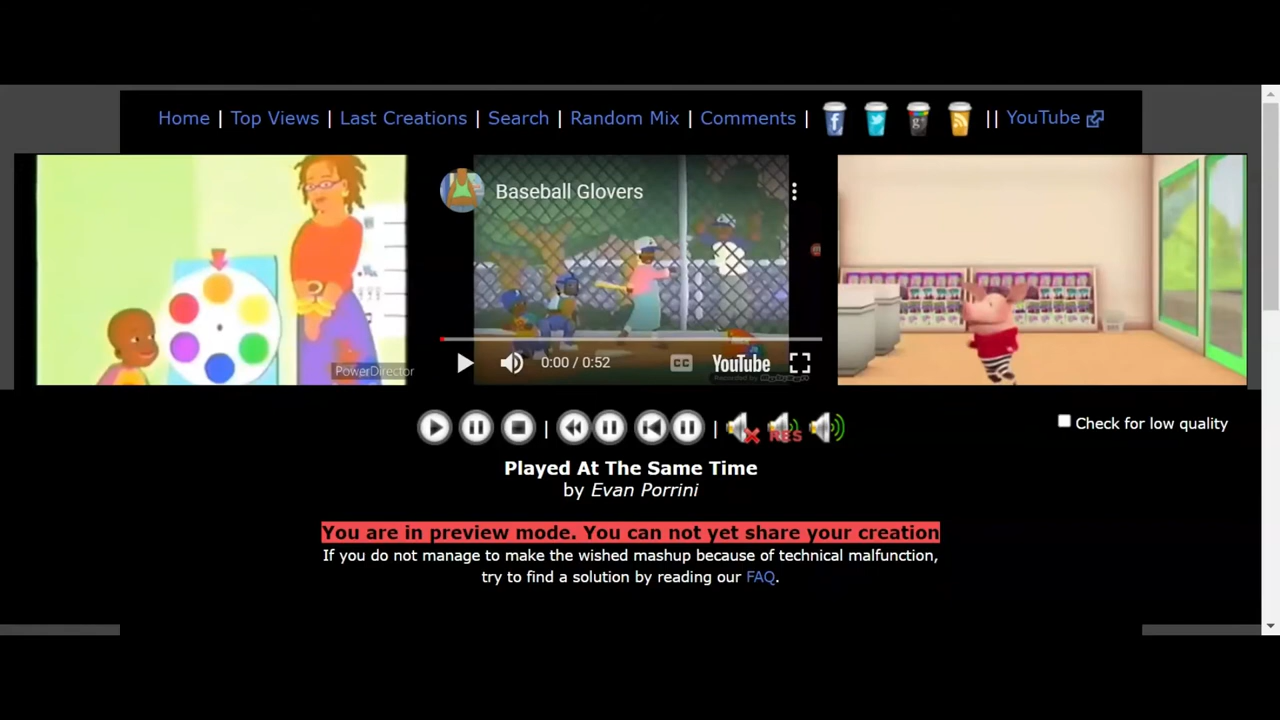 Home | Top Views | Last Creations | Search | Random Mix | Comments | || YouTube
Baseball Glovers
PowerDirector
0:00 / 0:52
CC
YouTube
RES
Check for low quality
Played At The Same Time
by Evan Porrini
You are in preview mode. You can not yet share your creation
If you do not manage to make the wished mashup because of technical malfunction,
try to find a solution by reading our FAQ.